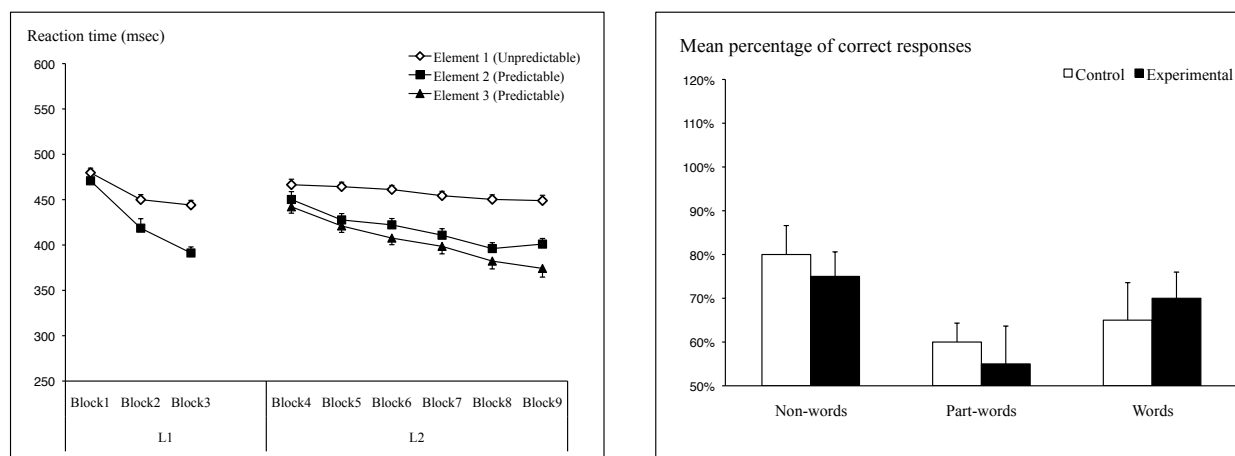 Reaction time (msec)
Element 1 (Unpredictable)
Element 2 (Predictable)
Element 3 (Predictable)
600
550
500
450
400
350
300
250
Block1 Block2 Block3 Block4 Block5 Block6 Block7 Block8 Block9
L1 L2
Mean percentage of correct responses
Control Experimental
120%
110%
100%
90%
80%
70%
60%
50%
Non-words Part-words Words